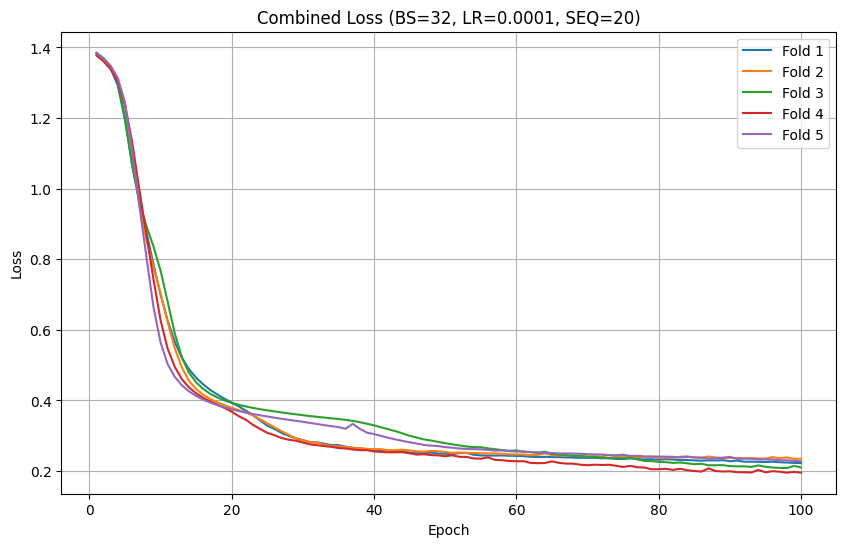 Combined Loss (BS=32, LR=0.0001, SEQ=20)
Fold 1
Fold 2
Fold 3
Fold 4
Fold 5
Loss
1.4
1.2
1.0
0.8
0.6
0.4
0.2
0 20 40 60 80 100
Epoch